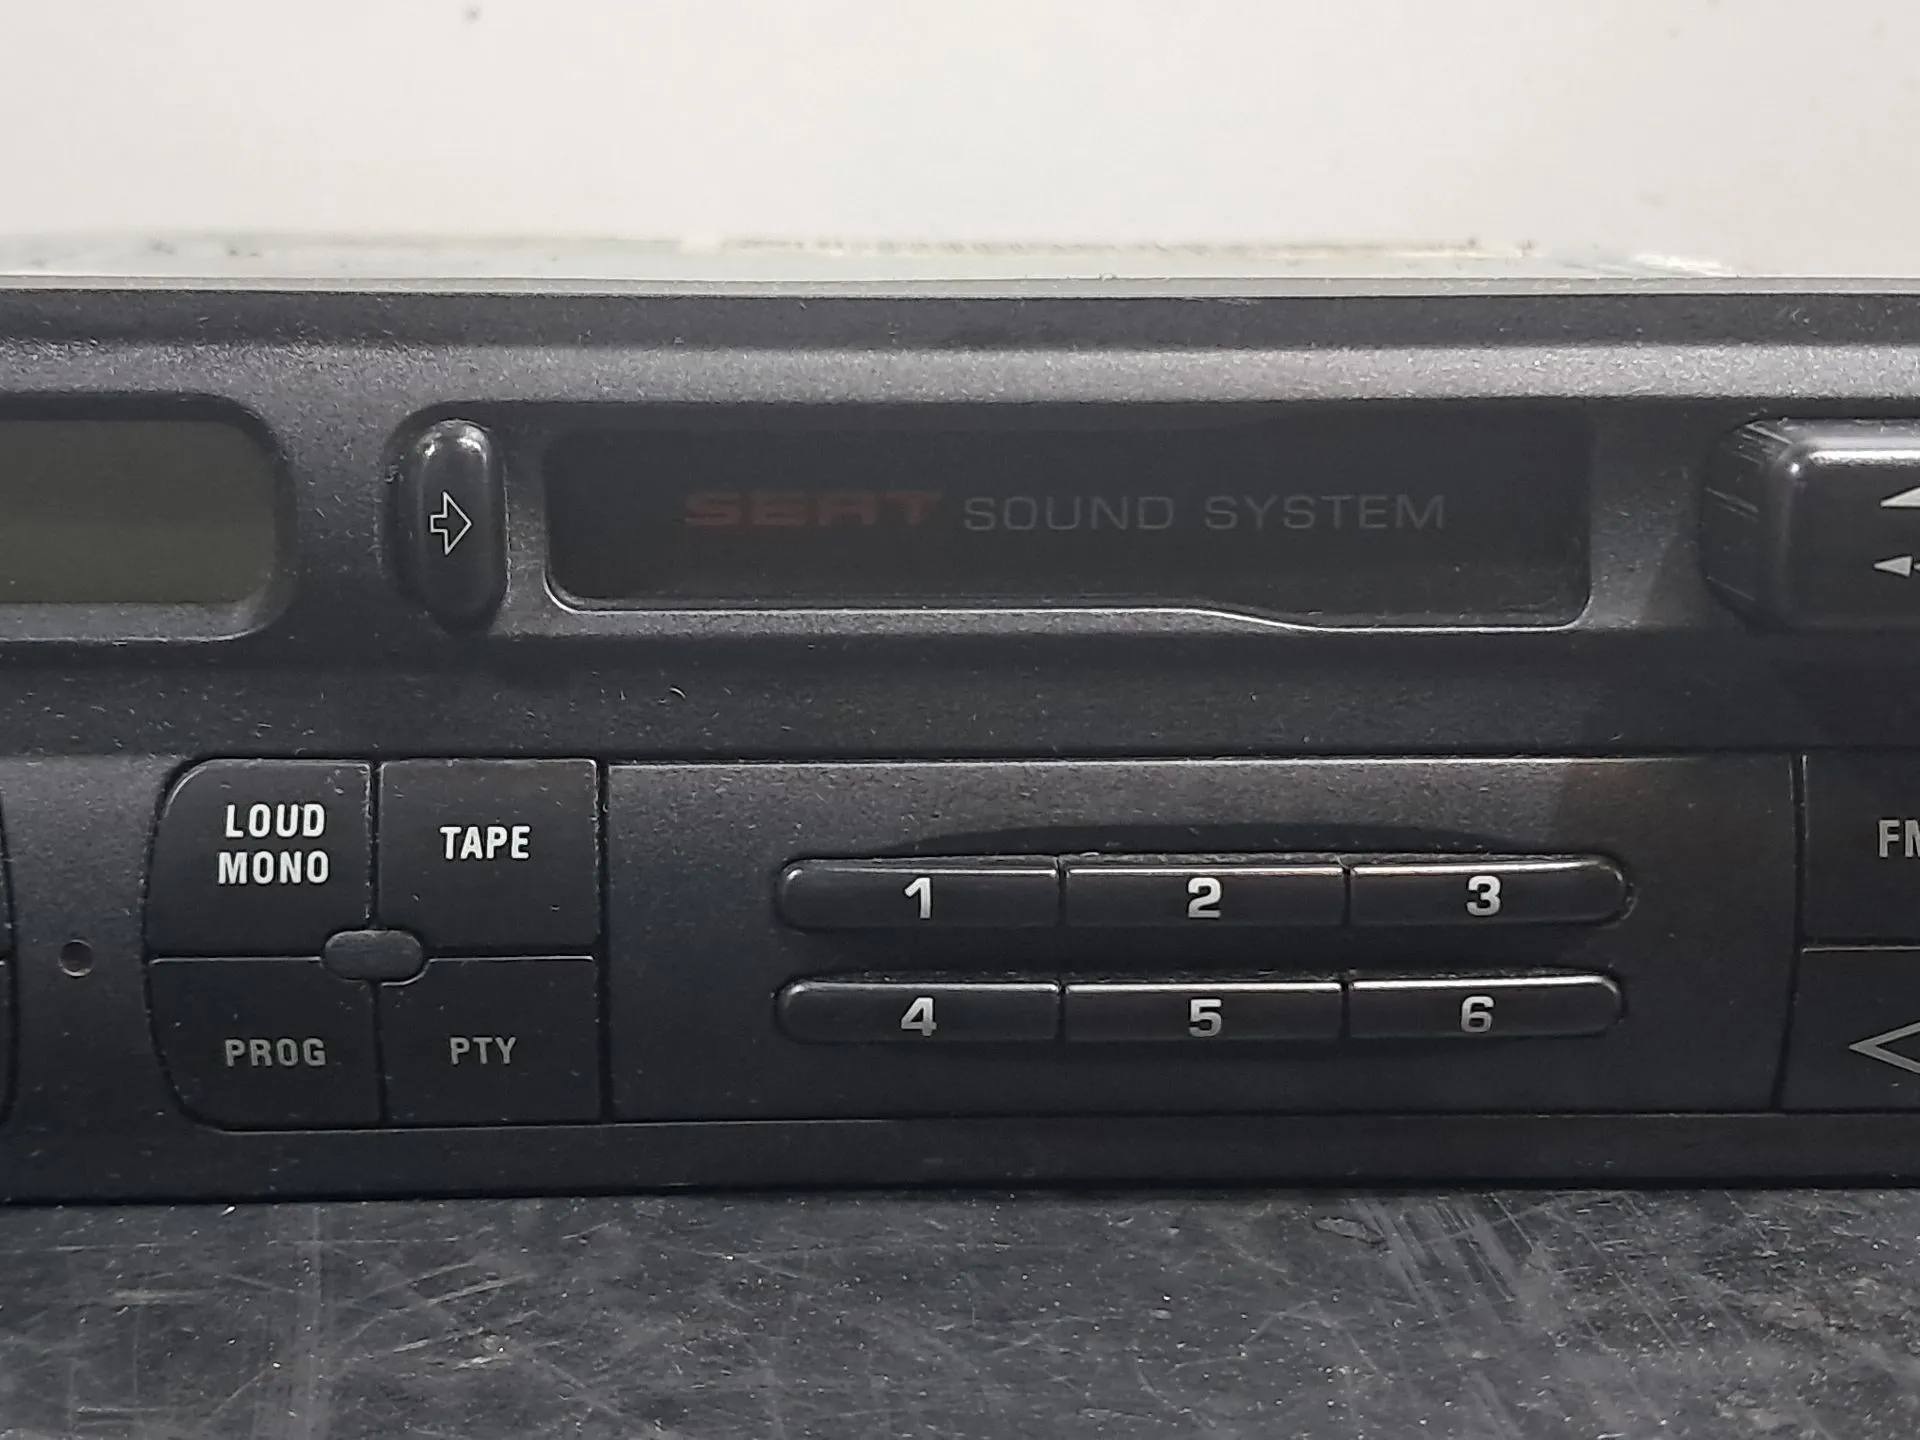 SEAT SOUND SYSTEM
LOUD
MONO
TAPE
PROG
PTY
1
2
3
4
5
6
FM